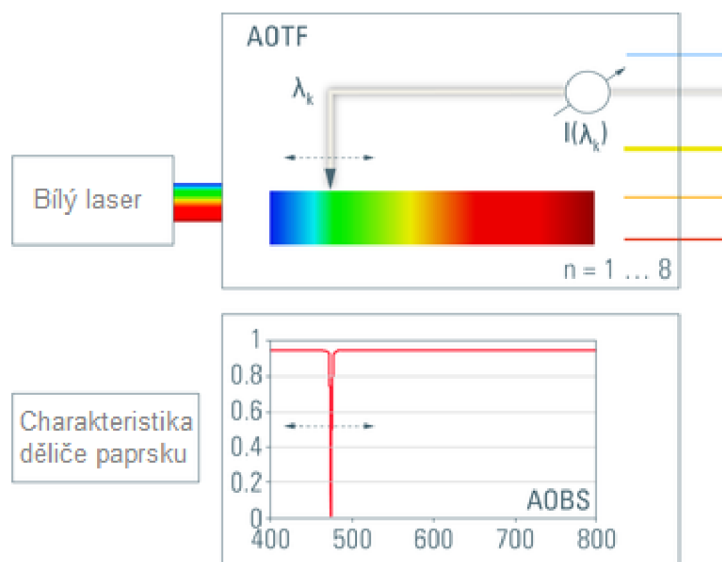 AOTF
λk
I(λk)
Bílý laser
n = 1 ... 8
1
0.8
0.6
0.4
0.2
0
AOBS
400 500 600 700 800
Charakteristika
děliče paprsku